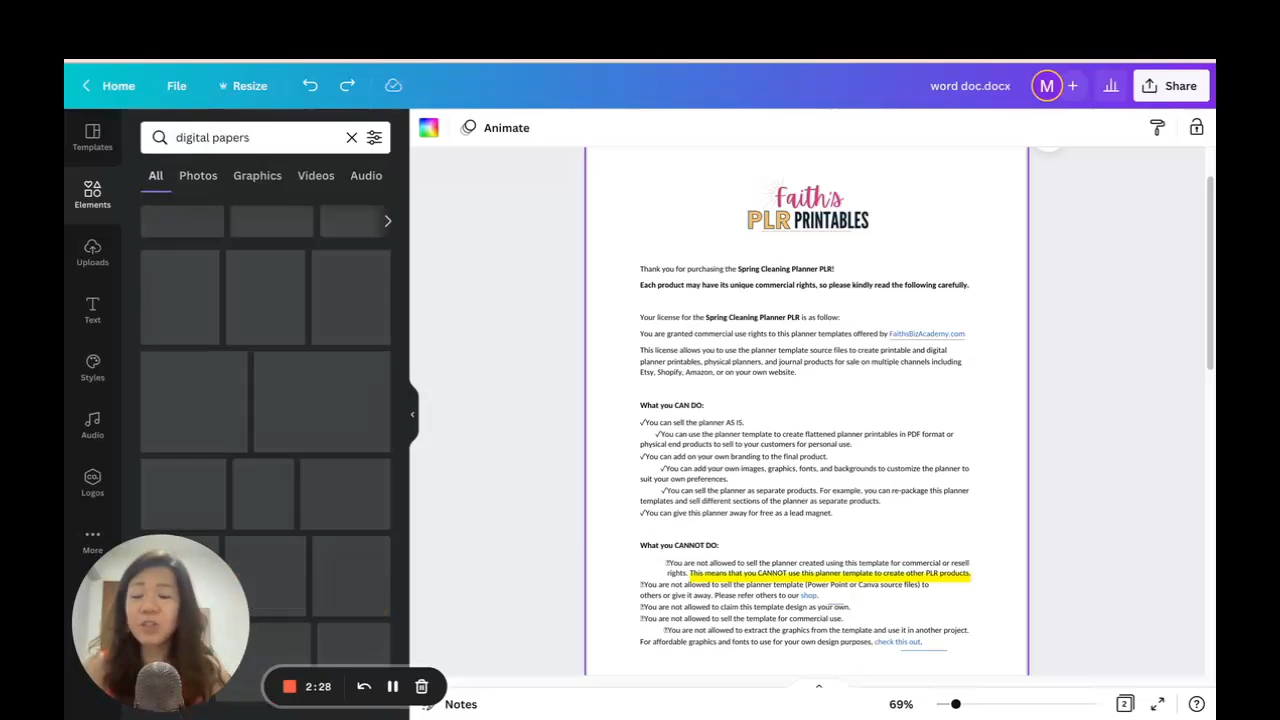 Home
File
Resize
word doc.docx
M
+
Share
Templates
Elements
Uploads
Text
Styles
Audio
Logos
More
digital papers
All
Photos
Graphics
Videos
Audio
CO.
Animate
Faith's
PLR PRINTABLES
Thank you for purchasing the Spring Cleaning Planner PLR!
Each product may have its unique commercial rights, so please kindly read the following carefully.
Your license for the Spring Cleaning Planner PLR is as follow:
You are granted commercial use rights to this planner templates offered by FaithsBizAcademy.com
This license allows you to use the planner template source files to create printable and digital
planner printables, physical planners, and journal products for sale on multiple channels including
Etsy, Shopify, Amazon, or on your own website.
What you CAN DO:
✓You can sell the planner AS IS.
✓You can use the planner template to create flattened planner printables in PDF format or
physical end products to sell to your customers for personal use.
✓You can add on your own branding to the final product.
✓You can add your own images, graphics, fonts, and backgrounds to customize the planner to
suit your own preferences.
✓You can sell the planner as separate products. For example, you can re-package this planner
templates and sell different sections of the planner as separate products.
✓You can give this planner away for free as a lead magnet.
What you CANNOT DO:
You are not allowed to sell the planner created using this template for commercial or resell
rights. This means that you CANNOT use this planner template to create other PLR products.
You are not allowed to sell the planner template (Power Point or Canva source files) to
others or give it away. Please refer others to our shop.
You are not allowed to claim this template design as your own.
You are not allowed to sell the template for commercial use.
You are not allowed to extract the graphics from the template and use it in another project.
For affordable graphics and fonts to use for your own design purposes, check this out.
2:28
Notes
69%
2
?